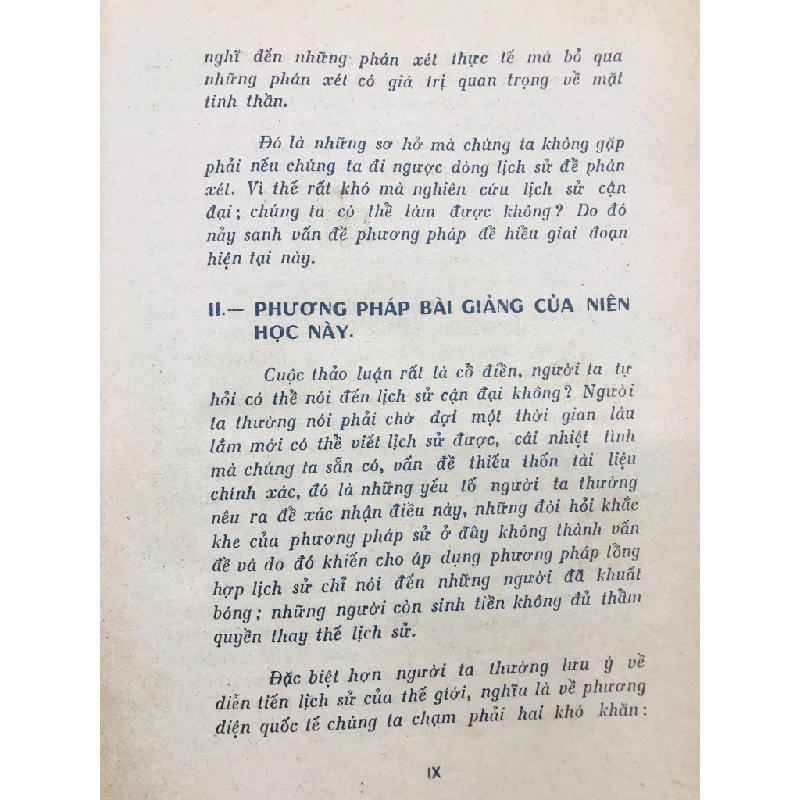 nghĩ đến những phán xét thực tế mà bỏ qua
những phán xét có giá trị quan trọng về mặt
tinh thần.
Đó là những sơ hở mà chúng ta không gặp
phải nếu chúng ta đi ngược dòng lịch sử để phán
xét. Vì thế rất khó mà nghiên cứu lịch sử cận
đại; chúng ta có thể làm được không? Do đó
nảy sanh vấn đề phương pháp để hiểu giai đoạn
hiện tại này.
II.— PHƯƠNG PHÁP BÀI GIẢNG CỦA NIÊN
HỌC NÀY.
Cuộc thảo luận rất là cổ điển, người ta tự
hỏi có thể nói đến lịch sử cận đại không? Người
ta thường nói phải chờ đợi một thời gian lâu
lắm mới có thể viết lịch sử được, cái nhiệt tình
mà chúng ta sẵn có, vấn đề thiếu thốn tài liệu
chính xác, đó là những yếu tố người ta thường
nêu ra để xác nhận điều này, những đòi hỏi khắc
khe của phương pháp sử ở đây không thành vấn
đề và do đó khiến cho áp dụng phương pháp tổng
hợp lịch sử chỉ nói đến những người đã khuất
bóng; những người còn sinh tiền không đủ thẩm
quyền thay thế lịch sử.
Đặc biệt hơn người ta thường lưu ý về
diễn tiến lịch sử của thế giới, nghĩa là về phương
diện quốc tế chúng ta chạm phải hai khó khăn:
IX